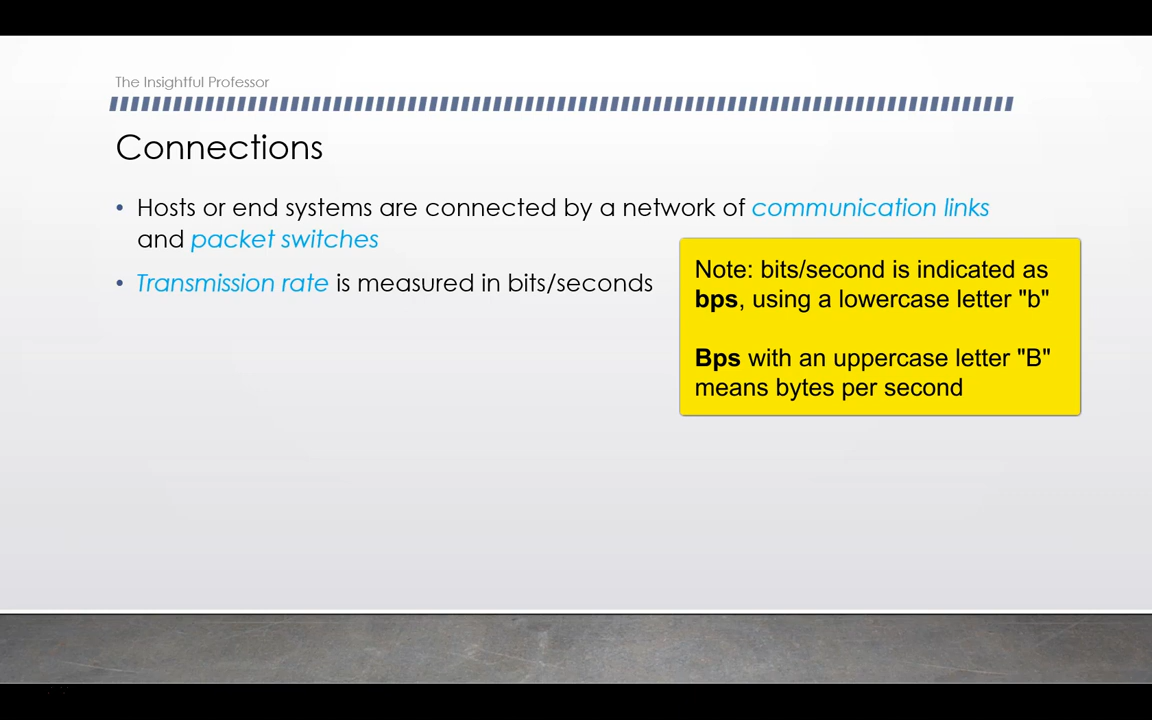 The Insightful Professor
Connections
• Hosts or end systems are connected by a network of communication links
and packet switches
• Transmission rate is measured in bits/seconds
Note: bits/second is indicated as
bps, using a lowercase letter "b"
Bps with an uppercase letter "B"
means bytes per second